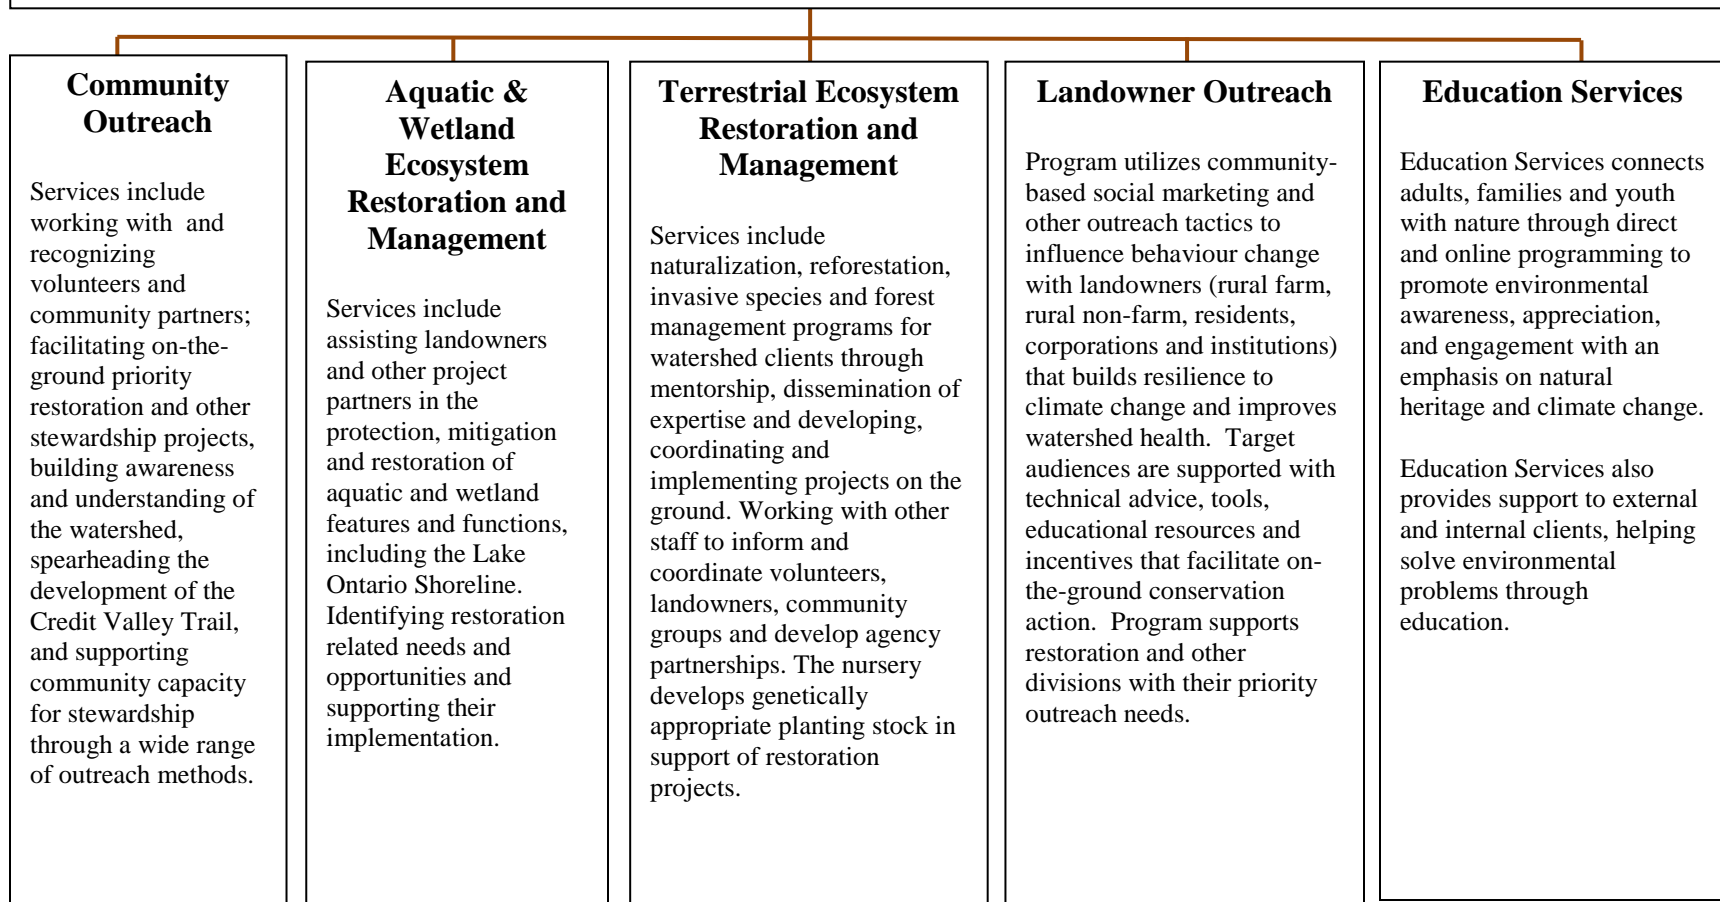 Community
Outreach
Services include
working with  and
recognizing
volunteers and
community partners;
facilitating on-the-
ground priority
restoration and other
stewardship projects,
building awareness
and understanding of
the watershed,
spearheading the
development of the
Credit Valley Trail,
and supporting
community capacity
for stewardship
through a wide range
of outreach methods.
Aquatic &
Wetland
Ecosystem
Restoration and
Management
Services include
assisting landowners
and other project
partners in the
protection, mitigation
and restoration of
aquatic and wetland
features and functions,
including the Lake
Ontario Shoreline.
Identifying restoration
related needs and
opportunities and
supporting their
implementation.
Terrestrial Ecosystem
Restoration and
Management
Services include
naturalization, reforestation,
invasive species and forest
management programs for
watershed clients through
mentorship, dissemination of
expertise and developing,
coordinating and
implementing projects on the
ground. Working with other
staff to inform and
coordinate volunteers,
landowners, community
groups and develop agency
partnerships. The nursery
develops genetically
appropriate planting stock in
support of restoration
projects.
Landowner Outreach
Program utilizes community-
based social marketing and
other outreach tactics to
influence behaviour change
with landowners (rural farm,
rural non-farm, residents,
corporations and institutions)
that builds resilience to
climate change and improves
watershed health.  Target
audiences are supported with
technical advice, tools,
educational resources and
incentives that facilitate on-
the-ground conservation
action.  Program supports
restoration and other
divisions with their priority
outreach needs.
Education Services
Education Services connects
adults, families and youth
with nature through direct
and online programming to
promote environmental
awareness, appreciation,
and engagement with an
emphasis on natural
heritage and climate change.
Education Services also
provides support to external
and internal clients, helping
solve environmental
problems through
education.